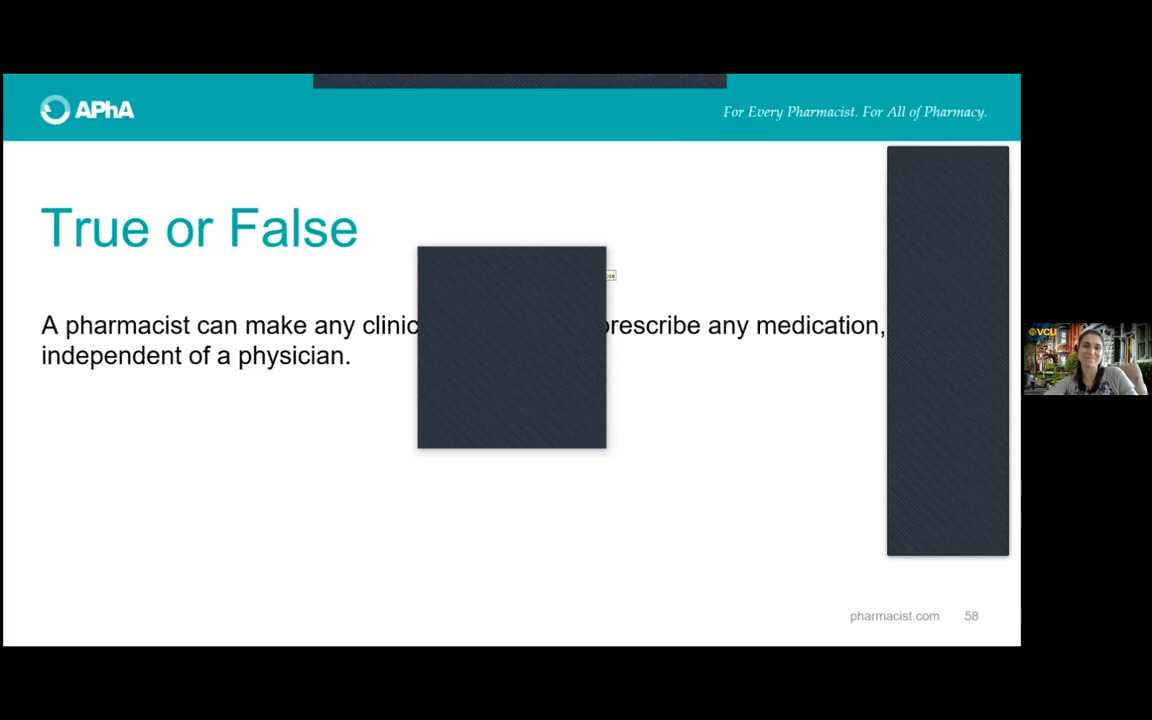 APhA
For Every Pharmacist. For All of Pharmacy.
True or False
A pharmacist can make any prescribe any medication,
independent of a physician.
VCU
pharmacist.com 58